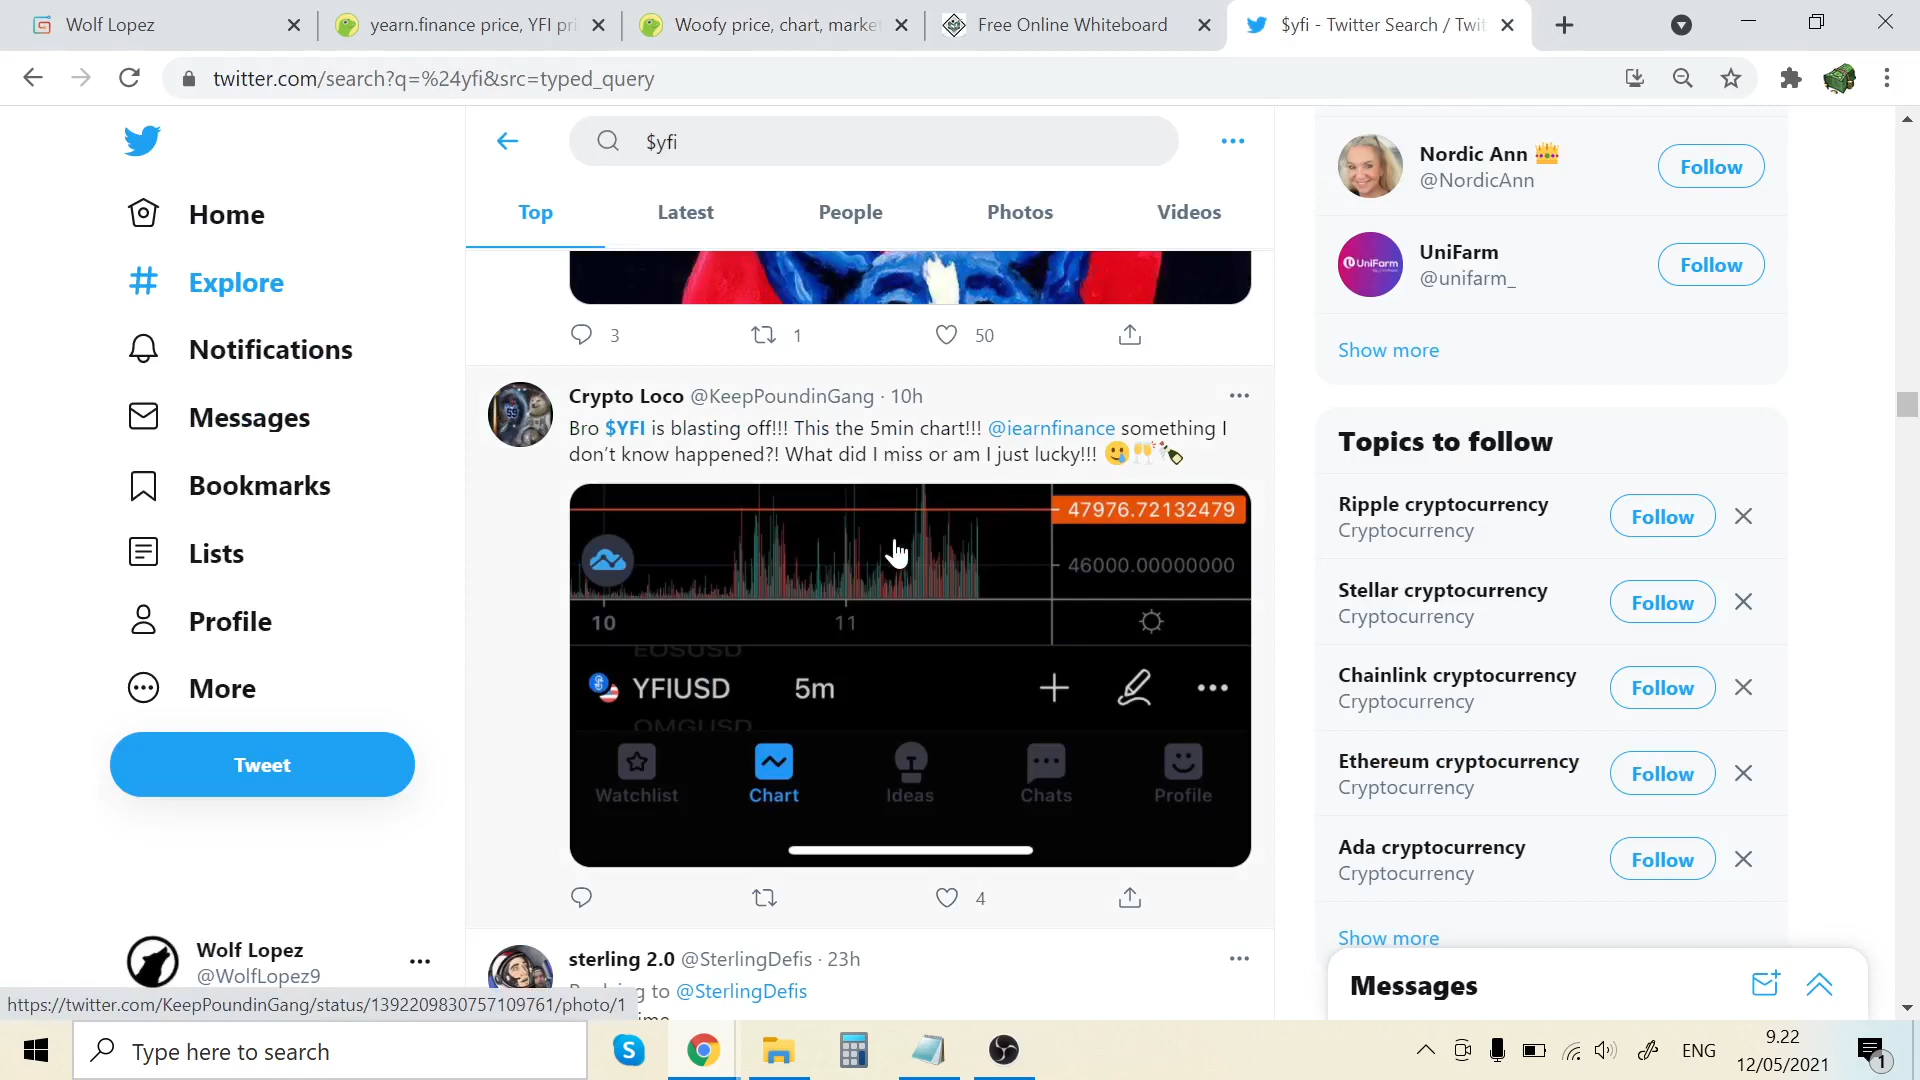 Wolf Lopez
yearn.finance price, YFI pri
Woofy price, chart, market
Free Online Whiteboard
$yfi - Twitter Search / Twit
twitter.com/search?q=%24yfi&src=typed_query
Home
Explore
Notifications
Messages
Bookmarks
Lists
Profile
More
Tweet
Wolf Lopez
@WolfLopez9
$yfi
Top
Latest
People
Photos
Videos
3
1
50
Crypto Loco @KeepPoundinGang · 10h
Bro $YFI is blasting off!!! This the 5min chart!!! @iearnfinance something I
don't know happened?! What did I miss or am I just lucky!!!
47976.72132479
46000.00000000
10
11
EOSUSD
YFIUSD
5m
OMGUSD
Watchlist
Chart
Ideas
Chats
Profile
4
sterling 2.0 @SterlingDefis · 23h
to @SterlingDefis
Nordic Ann
@NordicAnn
Follow
UniFarm
UniFarm
@unifarm_
Follow
Show more
Topics to follow
Ripple cryptocurrency
Cryptocurrency
Follow
Stellar cryptocurrency
Cryptocurrency
Follow
Chainlink cryptocurrency
Cryptocurrency
Follow
Ethereum cryptocurrency
Cryptocurrency
Follow
Ada cryptocurrency
Cryptocurrency
Follow
Show more
Messages
https://twitter.com/KeepPoundinGang/status/1392209830757109761/photo/1
Type here to search
ENG
9.22
12/05/2021
1